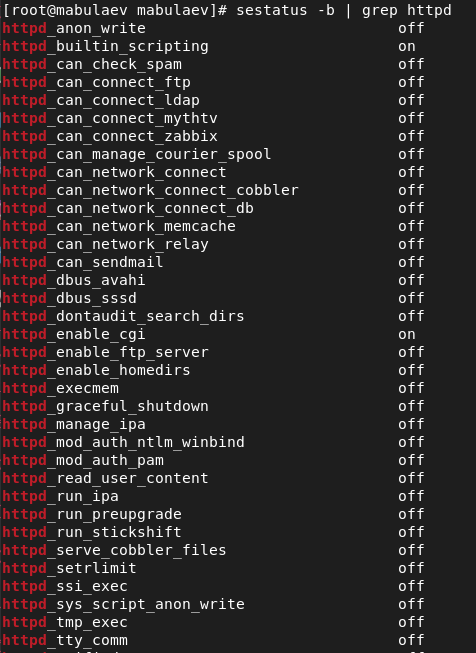 [root@mabulaev mabulaev]# sestatus -b | grep httpd
httpd_anon_write off
httpd_builtin_scripting on
httpd_can_check_spam off
httpd_can_connect_ftp off
httpd_can_connect_ldap off
httpd_can_connect_mythtv off
httpd_can_connect_zabbix off
httpd_can_manage_courier_spool off
httpd_can_network_connect off
httpd_can_network_connect_cobbler off
httpd_can_network_connect_db off
httpd_can_network_memcache off
httpd_can_network_relay off
httpd_can_sendmail off
httpd_dbus_avahi off
httpd_dbus_sssd off
httpd_dontaudit_search_dirs off
httpd_enable_cgi on
httpd_enable_ftp_server off
httpd_enable_homedirs off
httpd_execmem off
httpd_graceful_shutdown off
httpd_manage_ipa off
httpd_mod_auth_ntlm_winbind off
httpd_mod_auth_pam off
httpd_read_user_content off
httpd_run_ipa off
httpd_run_preupgrade off
httpd_run_stickshift off
httpd_serve_cobbler_files off
httpd_setrlimit off
httpd_ssi_exec off
httpd_sys_script_anon_write off
httpd_tmp_exec off
httpd_tty_comm off